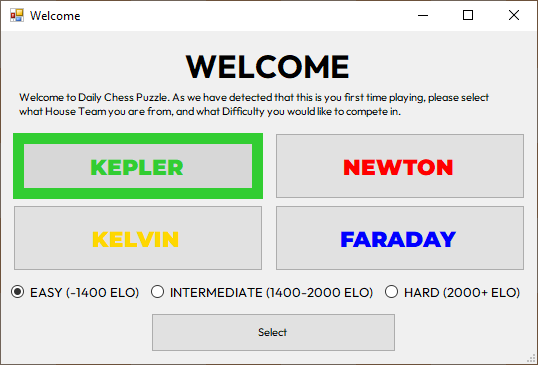 Welcome
WELCOME
Welcome to Daily Chess Puzzle. As we have detected that this is you first time playing, please select
what House Team you are from, and what Difficulty you would like to compete in.
KEPLER
NEWTON
KELVIN
FARADAY
EASY (-1400 ELO) INTERMEDIATE (1400-2000 ELO) HARD (2000+ ELO)
Select